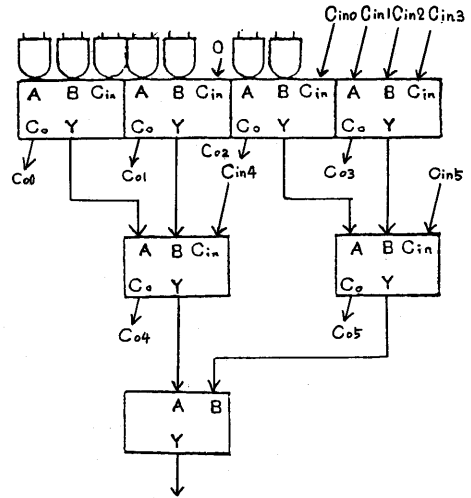 Cin0 Cin1 Cin2 Cin3
0
A B Cin A B Cin A B Cin A B Cin
Co Y Co Y Co Y Co Y
Co0 Co1 Co2 Co3
Cin4 Cin5
A B Cin A B Cin
Co Y Co Y
Co4 Co5
A B
Y